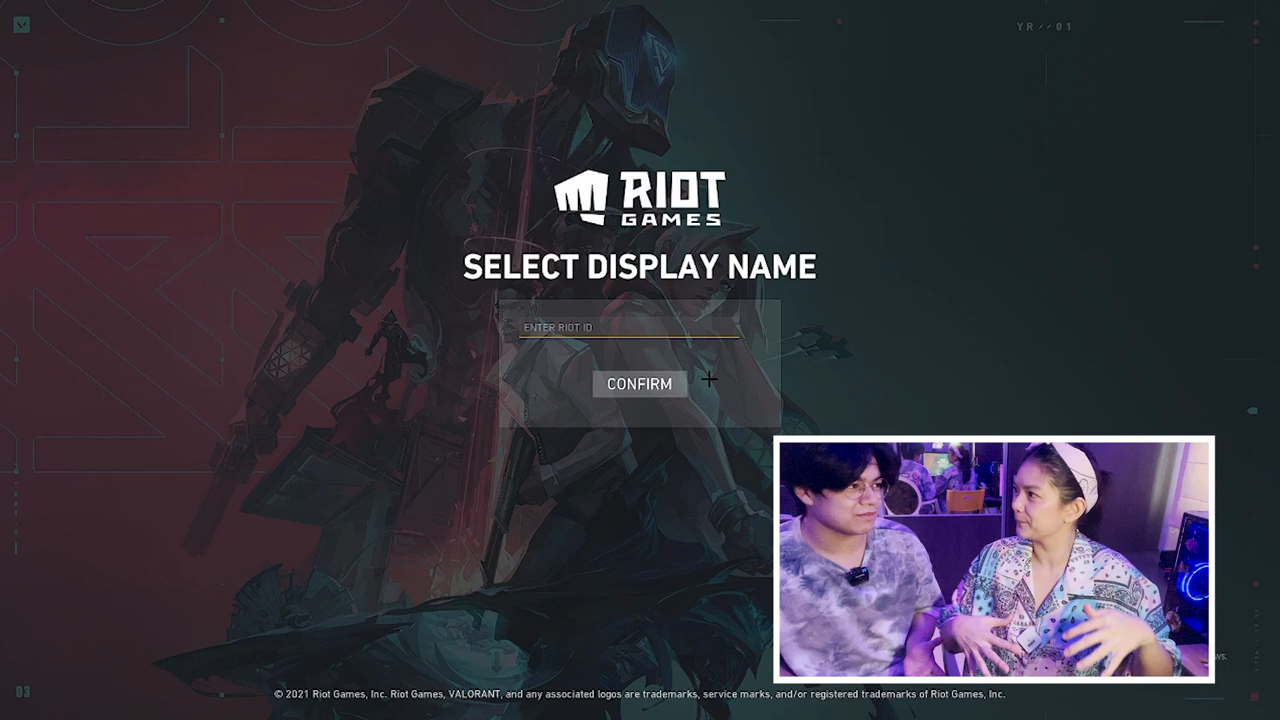 YR // 01
RIOT
GAMES
SELECT DISPLAY NAME
ENTER RIOT ID
CONFIRM
03
© 2021 Riot Games, Inc. Riot Games, VALORANT, and any associated logos are trademarks, service marks, and/or registered trademarks of Riot Games, Inc.